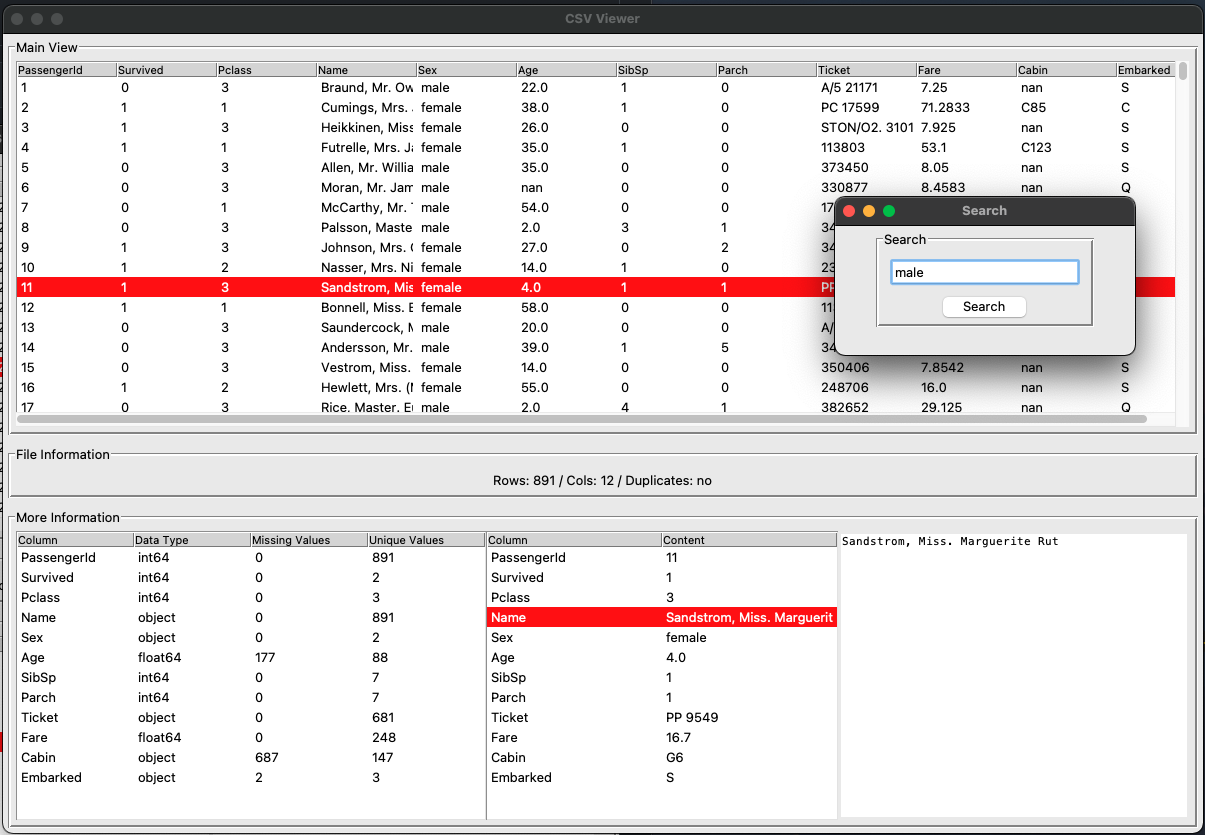 CSV Viewer
Main View
PassengerId Survived Pclass Name Sex Age SibSp Parch Ticket Fare Cabin Embarked
1 0 3 Braund, Mr. Ow male 22.0 1 0 A/5 21171 7.25 nan S
2 1 1 Cumings, Mrs. female 38.0 1 0 PC 17599 71.2833 C85 C
3 1 3 Heikkinen, Miss female 26.0 0 0 STON/O2. 3101 7.925 nan S
4 1 1 Futrelle, Mrs. Ja female 35.0 1 0 113803 53.1 C123 S
5 0 3 Allen, Mr. Willia male 35.0 0 0 373450 8.05 nan S
6 0 3 Moran, Mr. Jam male nan 0 0 330877 8.4583 nan Q
7 0 1 McCarthy, Mr. male 54.0 0 0 17
8 0 3 Palsson, Maste male 2.0 3 1 34
9 1 3 Johnson, Mrs. female 27.0 0 2 34
10 1 2 Nasser, Mrs. Ni female 14.0 1 0 23
11 1 3 Sandstrom, Mis female 4.0 1 1 PP
12 1 1 Bonnell, Miss. E female 58.0 0 0 11
13 0 3 Saundercock, M male 20.0 0 0 A/
14 0 3 Andersson, Mr. male 39.0 1 5 34
15 0 3 Vestrom, Miss. female 14.0 0 0 350406 7.8542 nan S
16 1 2 Hewlett, Mrs. (M female 55.0 0 0 248706 16.0 nan S
17 0 3 Rice, Master. Eu male 2.0 4 1 382652 29.125 nan Q
Search
Search
male
Search
File Information
Rows: 891 / Cols: 12 / Duplicates: no
More Information
Column Data Type Missing Values Unique Values
PassengerId int64 0 891
Survived int64 0 2
Pclass int64 0 3
Name object 0 891
Sex object 0 2
Age float64 177 88
SibSp int64 0 7
Parch int64 0 7
Ticket object 0 681
Fare float64 0 248
Cabin object 687 147
Embarked object 2 3
Column Content
PassengerId 11
Survived 1
Pclass 3
Name Sandstrom, Miss. Marguerit
Sex female
Age 4.0
SibSp 1
Parch 1
Ticket PP 9549
Fare 16.7
Cabin G6
Embarked S
Sandstrom, Miss. Marguerite Rut